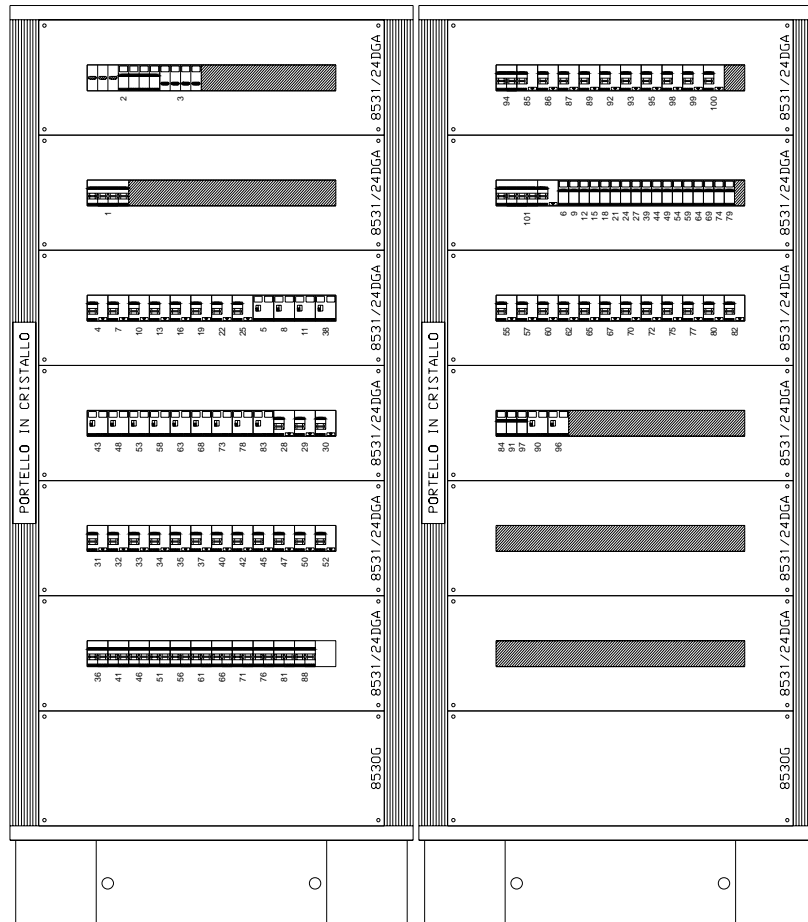 PORTELLO IN CRISTALLO
8531/24DGA
2 3
8531/24DGA
1
8531/24DGA
4 7 10 13 16 19 22 25 5 8 11 38
8531/24DGA
43 48 53 58 63 68 73 78 83 28 29 30
8531/24DGA
31 32 33 34 35 37 40 42 45 47 50 52
8531/24DGA
36 41 46 51 56 61 66 71 76 81 88
8530G
PORTELLO IN CRISTALLO
8531/24DGA
94 85 86 87 89 92 93 95 98 99 100
8531/24DGA
101 6 9 12 15 18 21 24 27 39 44 49 54 59 64 69 74 79
8531/24DGA
55 57 60 62 65 67 70 72 75 77 80 82
8531/24DGA
84 91 97 90 96
8531/24DGA
8531/24DGA
8530G